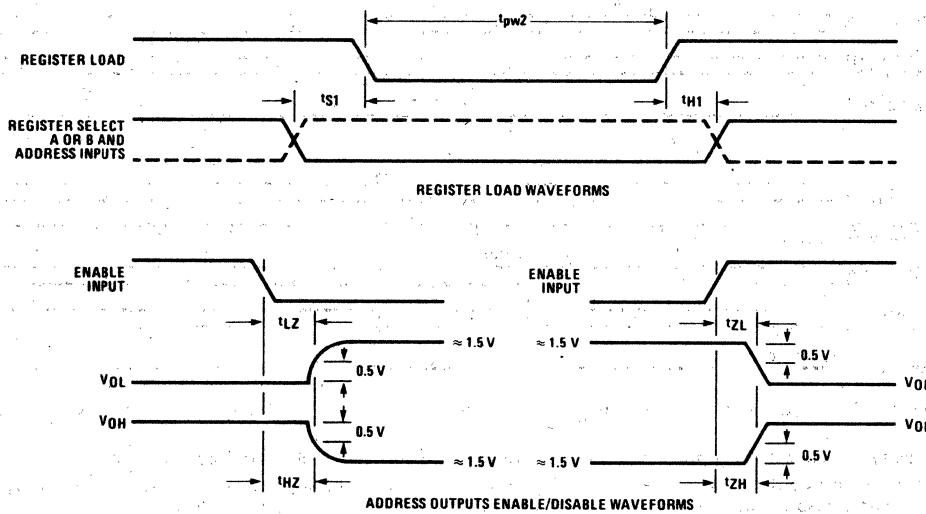 tpw2
REGISTER LOAD
tS1
tH1
REGISTER SELECT
A OR B AND
ADDRESS INPUTS
REGISTER LOAD WAVEFORMS
ENABLE
INPUT
ENABLE
INPUT
tLZ
tZL
≈ 1.5 V
≈ 1.5 V
0.5 V
0.5 V
VOL
VOH
0.5 V
0.5 V
≈ 1.5 V
≈ 1.5 V
tHZ
tZH
ADDRESS OUTPUTS ENABLE/DISABLE WAVEFORMS